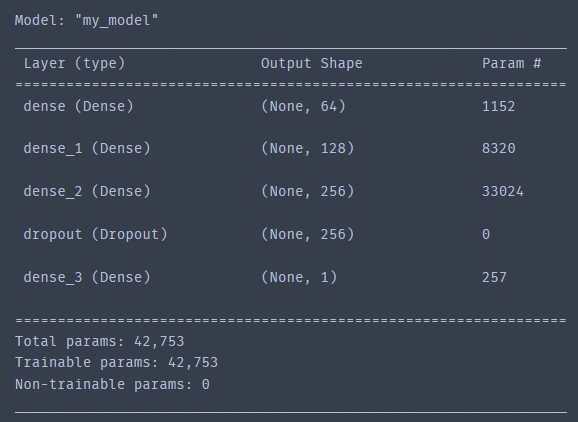 Model: "my_model"
Layer (type) Output Shape Param #
=================================================================
dense (Dense) (None, 64) 1152
dense_1 (Dense) (None, 128) 8320
dense_2 (Dense) (None, 256) 33024
dropout (Dropout) (None, 256) 0
dense_3 (Dense) (None, 1) 257
=================================================================
Total params: 42,753
Trainable params: 42,753
Non-trainable params: 0